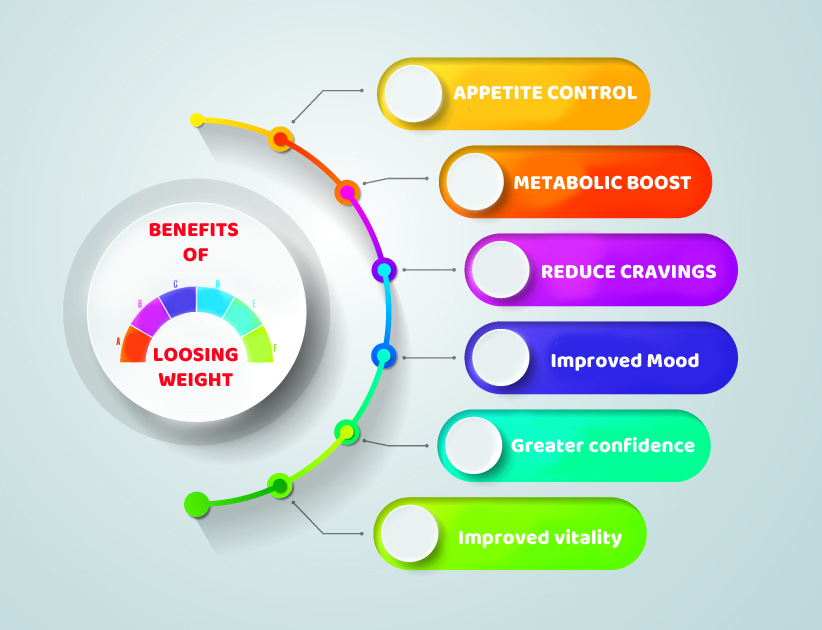 BENEFITS
OF
A
B
C
D
E
F
LOOSING
WEIGHT
APPETITE CONTROL
METABOLIC BOOST
REDUCE CRAVINGS
Improved Mood
Greater confidence
Improved vitality